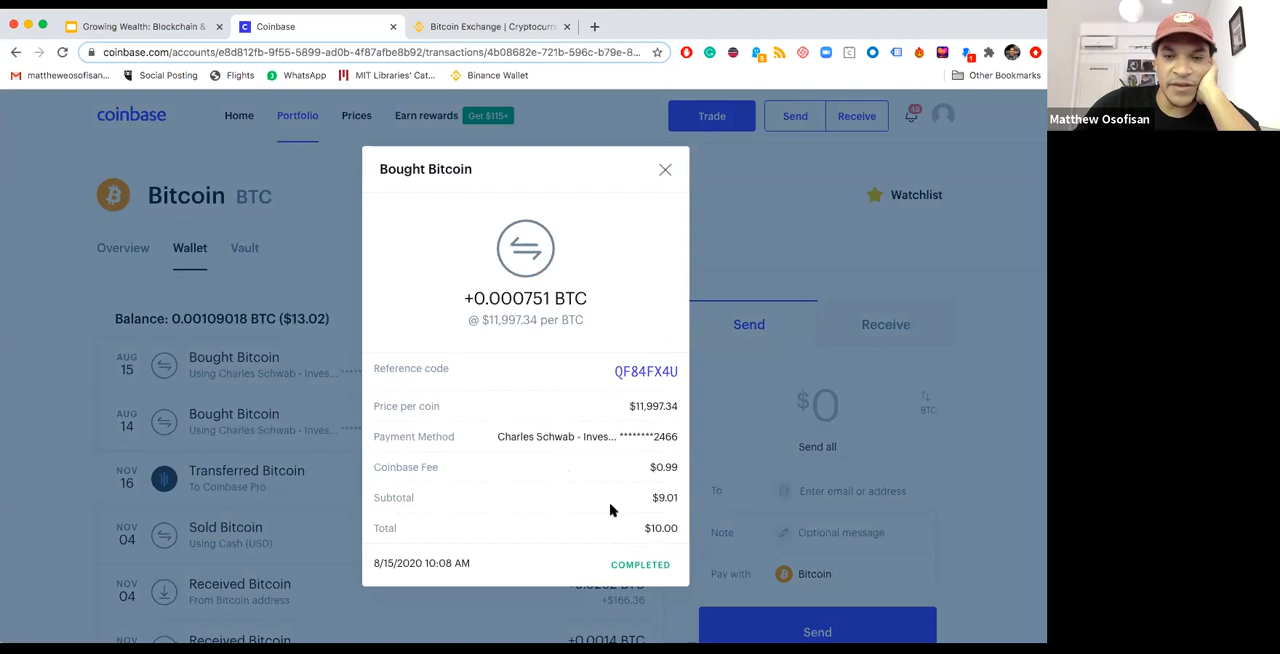 Growing Wealth: Blockchain &
Coinbase
Bitcoin Exchange | Cryptocurr
coinbase.com/accounts/e8d812fb-9f55-5899-ad0b-4f87afbe8b92/transactions/4b08682e-721b-596c-b79e-8...
mattheweosofisan...
Social Posting
Flights
WhatsApp
MIT Libraries' Cat...
Binance Wallet
Other Bookmarks
Matthew Osofisan
coinbase
Home
Portfolio
Prices
Earn rewards
Get $115+
Trade
Send
Receive
48
Bitcoin BTC
Watchlist
Overview
Wallet
Vault
Balance: 0.00109018 BTC ($13.02)
AUG 15
Bought Bitcoin
Using Charles Schwab - Inves... *****
AUG 14
Bought Bitcoin
Using Charles Schwab - Inves... *****
NOV 16
Transferred Bitcoin
To Coinbase Pro
NOV 04
Sold Bitcoin
Using Cash (USD)
NOV 04
Received Bitcoin
From Bitcoin address
+$166.36
NOV
Received Bitcoin
+0.0014 BTC
Bought Bitcoin
+0.000751 BTC
@ $11,997.34 per BTC
Reference code
QF84FX4U
Price per coin
$11,997.34
Payment Method
Charles Schwab - Inves... ********2466
Coinbase Fee
$0.99
Subtotal
$9.01
Total
$10.00
8/15/2020 10:08 AM
COMPLETED
Send
Receive
$0
BTC
Send all
To
Enter email or address
Note
Optional message
Pay with
Bitcoin
Send